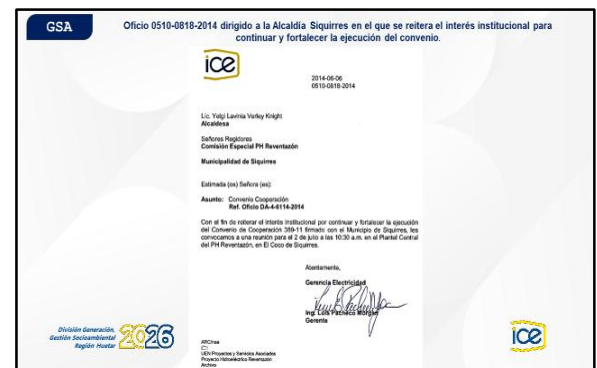 GSA
Oficio 0510-0818-2014 dirigido a la Alcaldía Siquirres en el que se reitera el interés institucional para
continuar y fortalecer la ejecución del convenio.
ice
2014-06-06
0510-0818-2014
Lic. Yelgi Lavinia Verley Knight
Alcaldesa
Señores Regidores
Comisión Especial PH Reventazón
Municipalidad de Siquirres
Estimada (os) Señora (es):
Asunto: Convenio Cooperación
Ref. Oficio DA-4-6114-2014
Con el fin de reiterar el interés institucional por continuar y fortalecer la ejecución
del Convenio de Cooperación 389-11 firmado con el Municipio de Siquirres, les
convocamos a una reunión para el 2 de julio a las 10:30 a.m. en el Plantel Central
del PH Reventazón, en El Coco de Siquirres.
Atentamente,
Gerencia Electricidad
Ing. Luis Pacheco Morgan
Gerente
División Generación,
Gestión Socioambiental
Región Huetar
2026
ice
UEN Proyectos y Servicios Asociados
Proyecto Hidroeléctrico Reventazón
Archivo